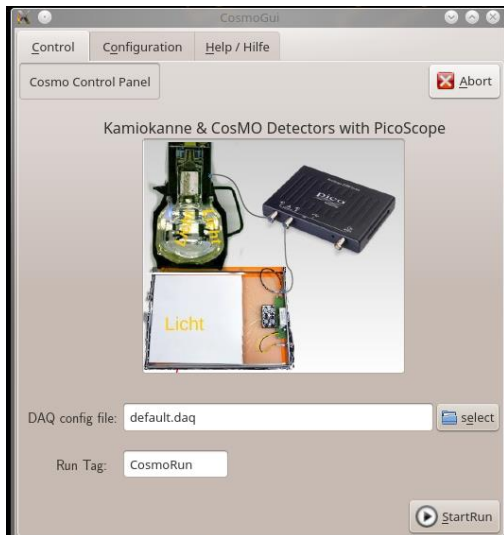 CosmoGui
Control Configuration Help / Hilfe
Cosmo Control Panel
Abort
Kamiokanne & CosMO Detectors with PicoScope
pico
Licht
DAQ config file: default.daq select
Run Tag: CosmoRun
StartRun